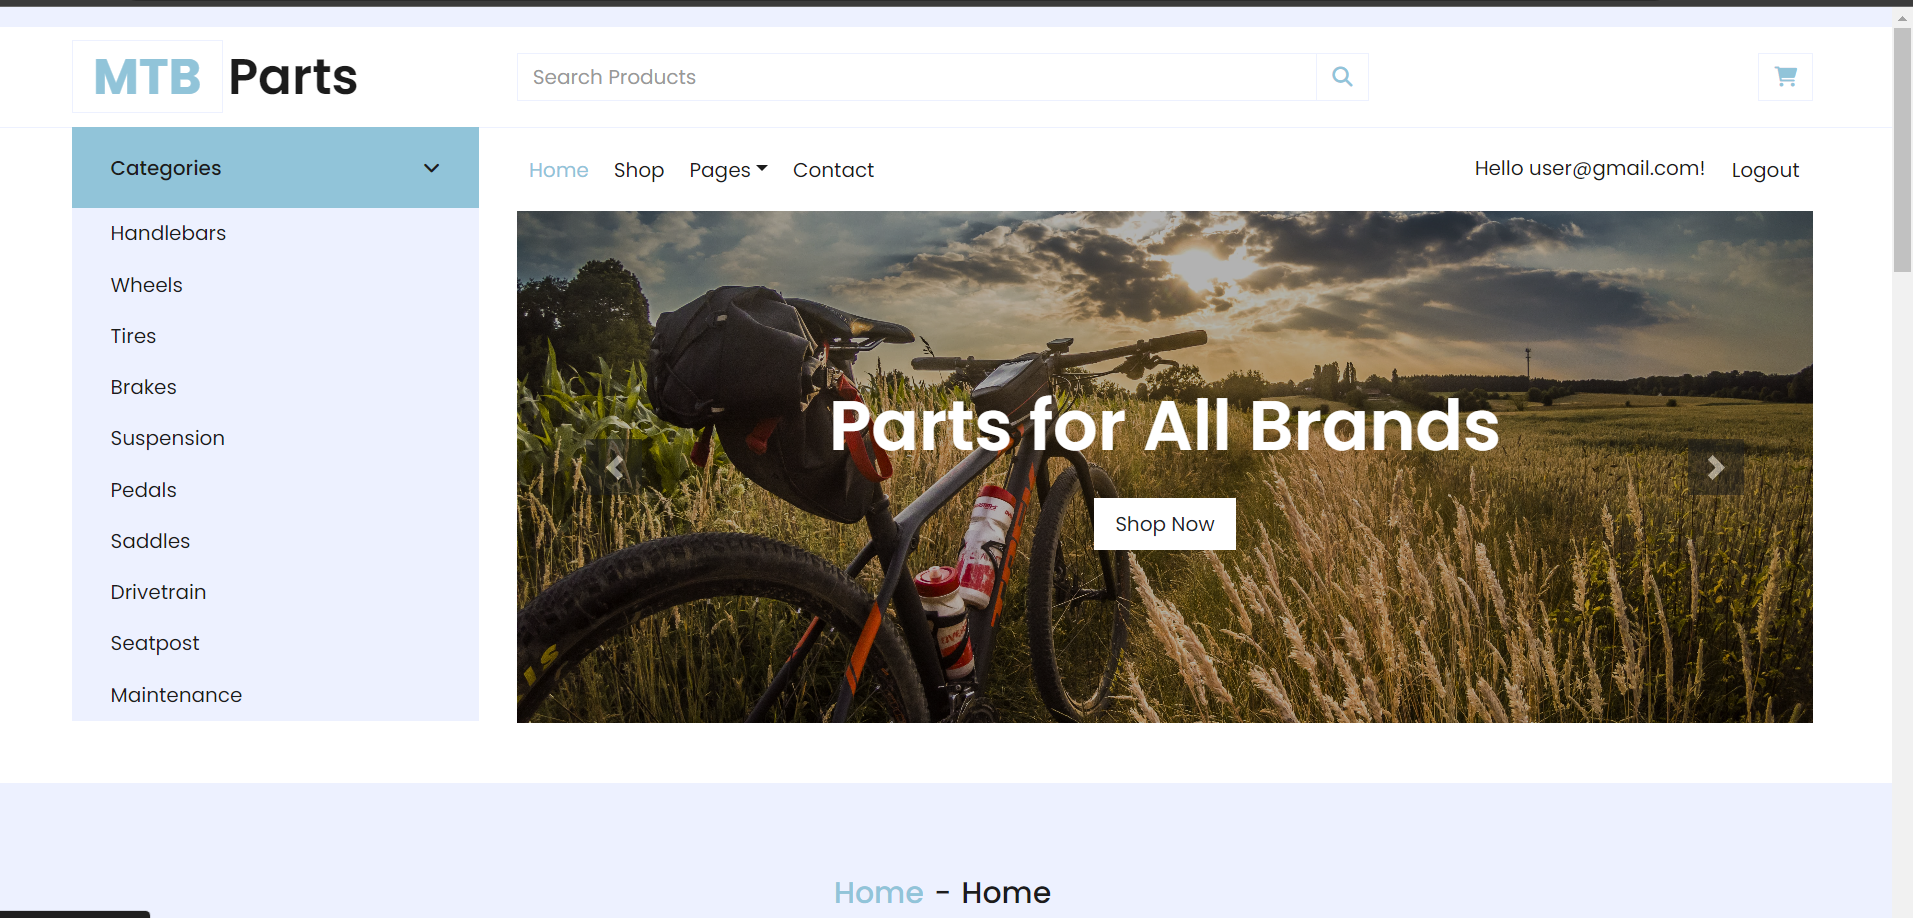 MTB Parts
Search Products
Categories
Home Shop Pages Contact
Hello user@gmail.com! Logout
Handlebars
Wheels
Tires
Brakes
Suspension
Pedals
Saddles
Drivetrain
Seatpost
Maintenance
Parts for All Brands
Shop Now
Home - Home